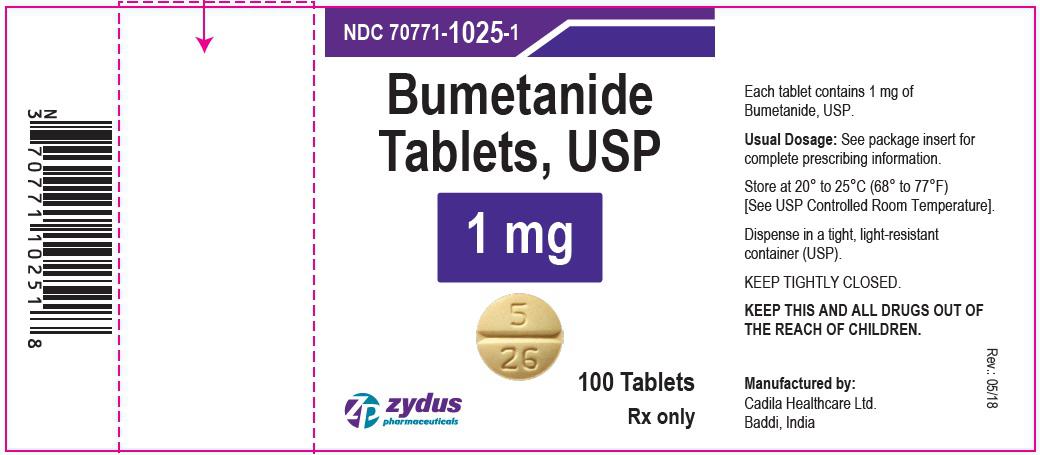 N
3 70771 10251 8
NDC 70771-1025-1
Bumetanide
Tablets, USP
1 mg
5
26
100 Tablets
Rx only
ZP zydus
pharmaceuticals
Each tablet contains 1 mg of
Bumetanide, USP.
Usual Dosage: See package insert for
complete prescribing information.
Store at 20° to 25°C (68° to 77°F)
[See USP Controlled Room Temperature].
Dispense in a tight, light-resistant
container (USP).
KEEP TIGHTLY CLOSED.
KEEP THIS AND ALL DRUGS OUT OF
THE REACH OF CHILDREN.
Manufactured by:
Cadila Healthcare Ltd.
Baddi, India
Rev.: 05/18